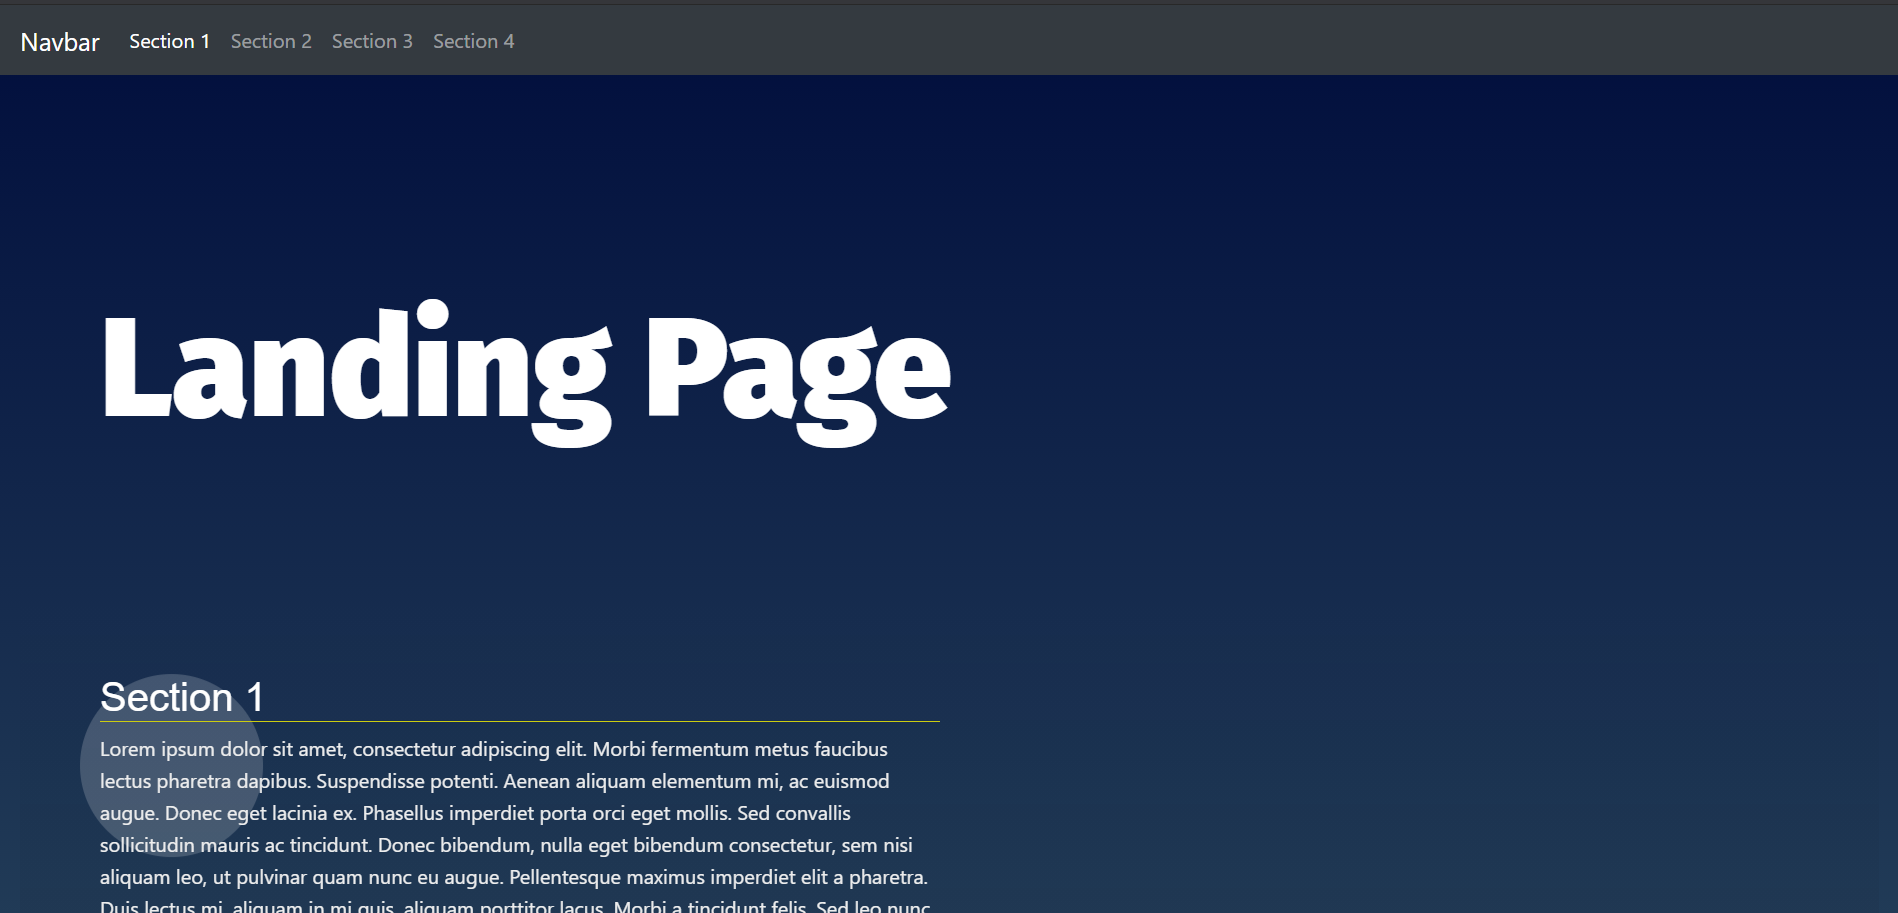 Navbar Section 1 Section 2 Section 3 Section 4
Landing Page
Section 1
Lorem ipsum dolor sit amet, consectetur adipiscing elit. Morbi fermentum metus faucibus
lectus pharetra dapibus. Suspendisse potenti. Aenean aliquam elementum mi, ac euismod
augue. Donec eget lacinia ex. Phasellus imperdiet porta orci eget mollis. Sed convallis
sollicitudin mauris ac tincidunt. Donec bibendum, nulla eget bibendum consectetur, sem nisi
aliquam leo, ut pulvinar quam nunc eu augue. Pellentesque maximus imperdiet elit a pharetra.
Duis lectus mi, aliquam in mi quis, aliquam porttitor lacus. Morbi a tincidunt felis. Sed leo nunc